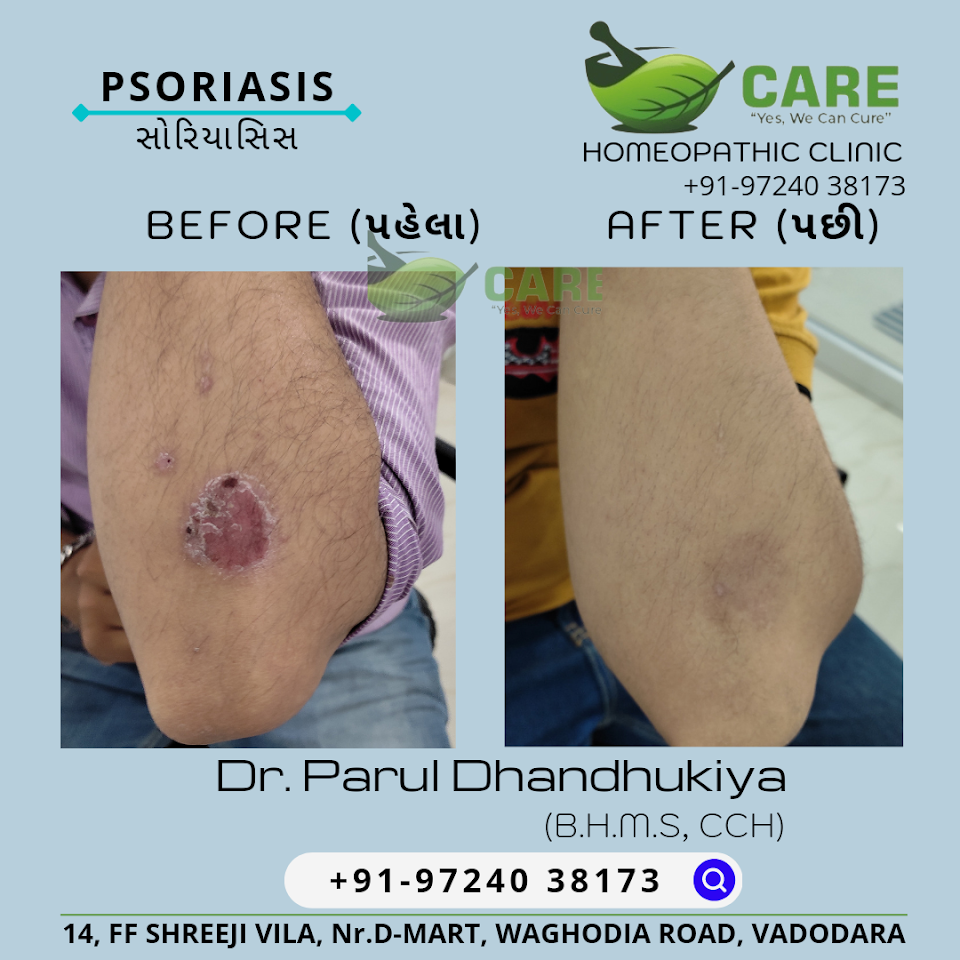 PSORIASIS
સોરિયાસિસ
CARE
“Yes, We Can Cure”
HOMEOPATHIC CLINIC
+91-97240 38173
BEFORE (પહેલા)
AFTER (પછી)
CARE
“Yes, We Can Cure
Dr. Parul Dhandhukiya
(B.H.M.S, CCH)
+91-97240 38173
14, FF SHREEJI VILA, Nr.D-MART, WAGHODIA ROAD, VADODARA